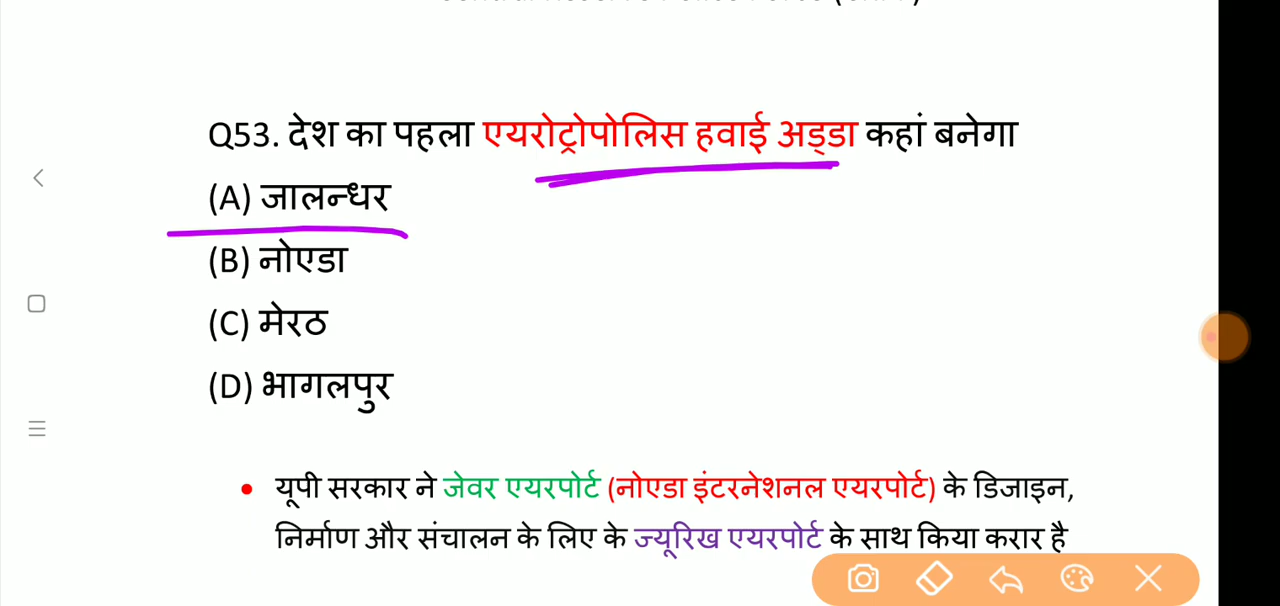 Q53. देश का पहला एयरोट्रोपोलिस हवाई अड्डा कहां बनेगा
(A) जालन्धर
(B) नोएडा
(C) मेरठ
(D) भागलपुर
• यूपी सरकार ने जेवर एयरपोर्ट (नोएडा इंटरनेशनल एयरपोर्ट) के डिजाइन,
निर्माण और संचालन के लिए के ज्यूरिख एयरपोर्ट के साथ किया करार है